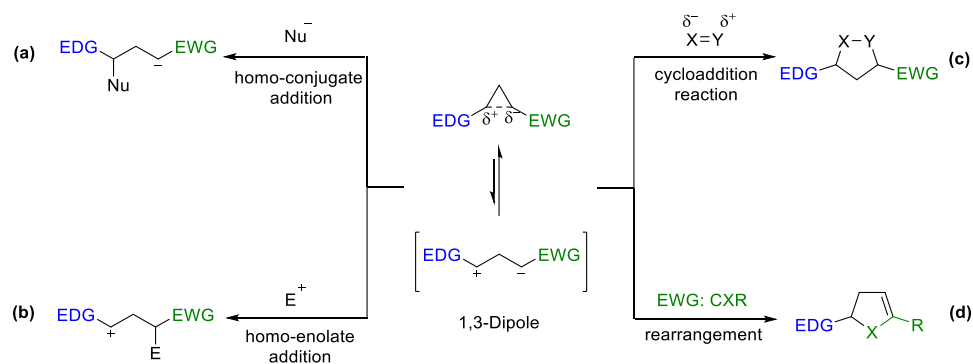 (a)
EDG
EWG
−
Nu
Nu −
homo-conjugate
addition
δ− δ+
X=Y
cycloaddition
reaction
X−Y
EDG
EWG
(c)
δ+ δ−
EDG
EWG
EDG
EWG
+
−
1,3-Dipole
(b)
EDG
EWG
+
E
E+
homo-enolate
addition
EWG: CXR
rearrangement
EDG
X
R
(d)